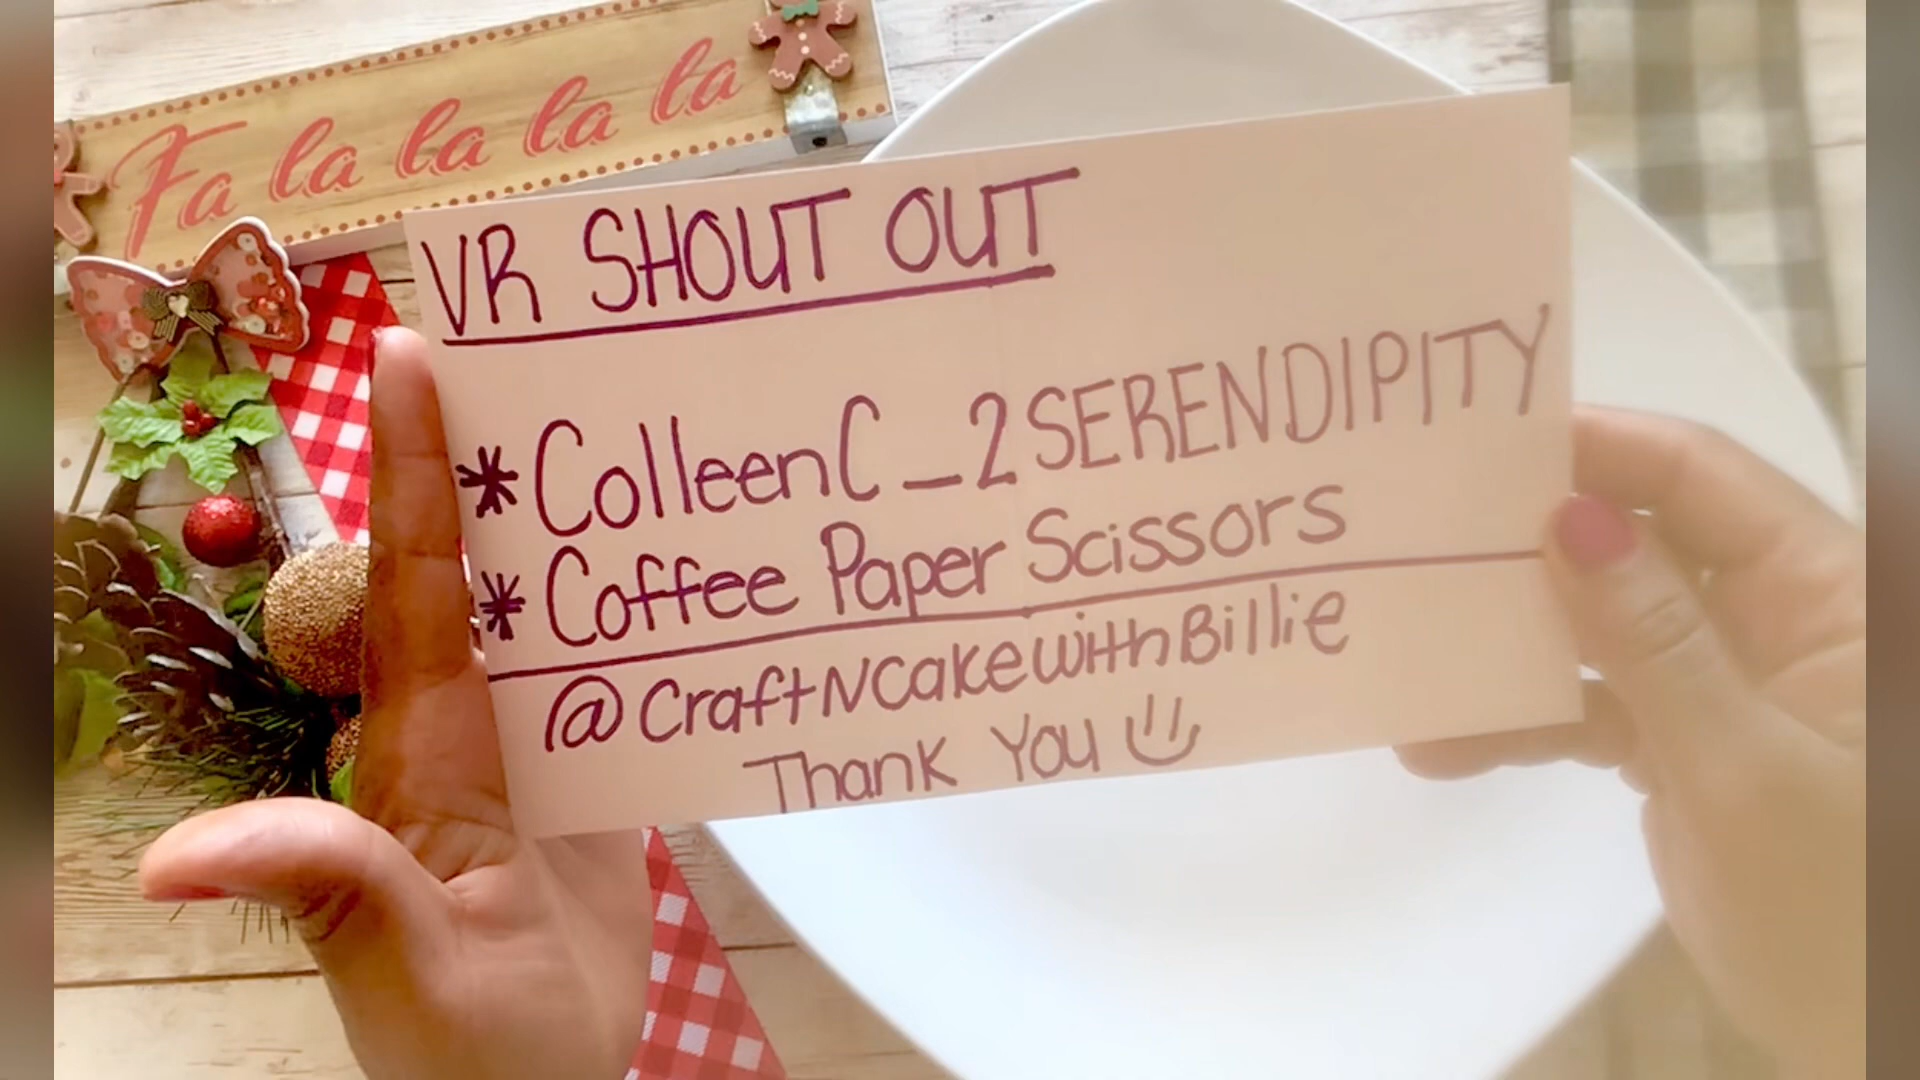 Fa la la la la
VR SHOUT OUT
* ColleenC_2SERENDIPITY
* Coffee Paper Scissors
@CraftNCakewithBillie
Thank You